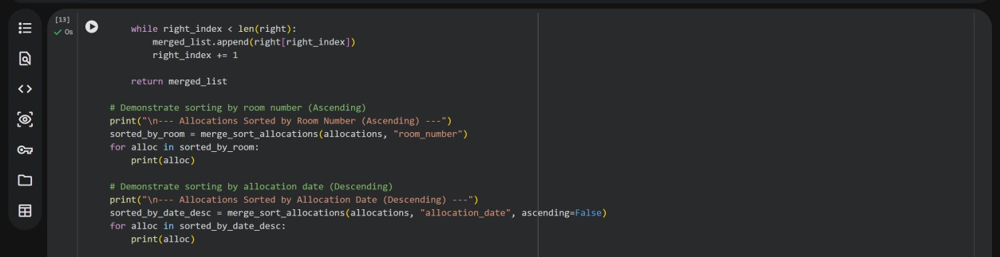 [13]
0s
    while right_index < len(right):
        merged_list.append(right[right_index])
        right_index += 1
    return merged_list
# Demonstrate sorting by room number (Ascending)
print("\n--- Allocations Sorted by Room Number (Ascending) ---")
sorted_by_room = merge_sort_allocations(allocations, "room_number")
for alloc in sorted_by_room:
    print(alloc)
# Demonstrate sorting by allocation date (Descending)
print("\n--- Allocations Sorted by Allocation Date (Descending) ---")
sorted_by_date_desc = merge_sort_allocations(allocations, "allocation_date", ascending=False)
for alloc in sorted_by_date_desc:
    print(alloc)